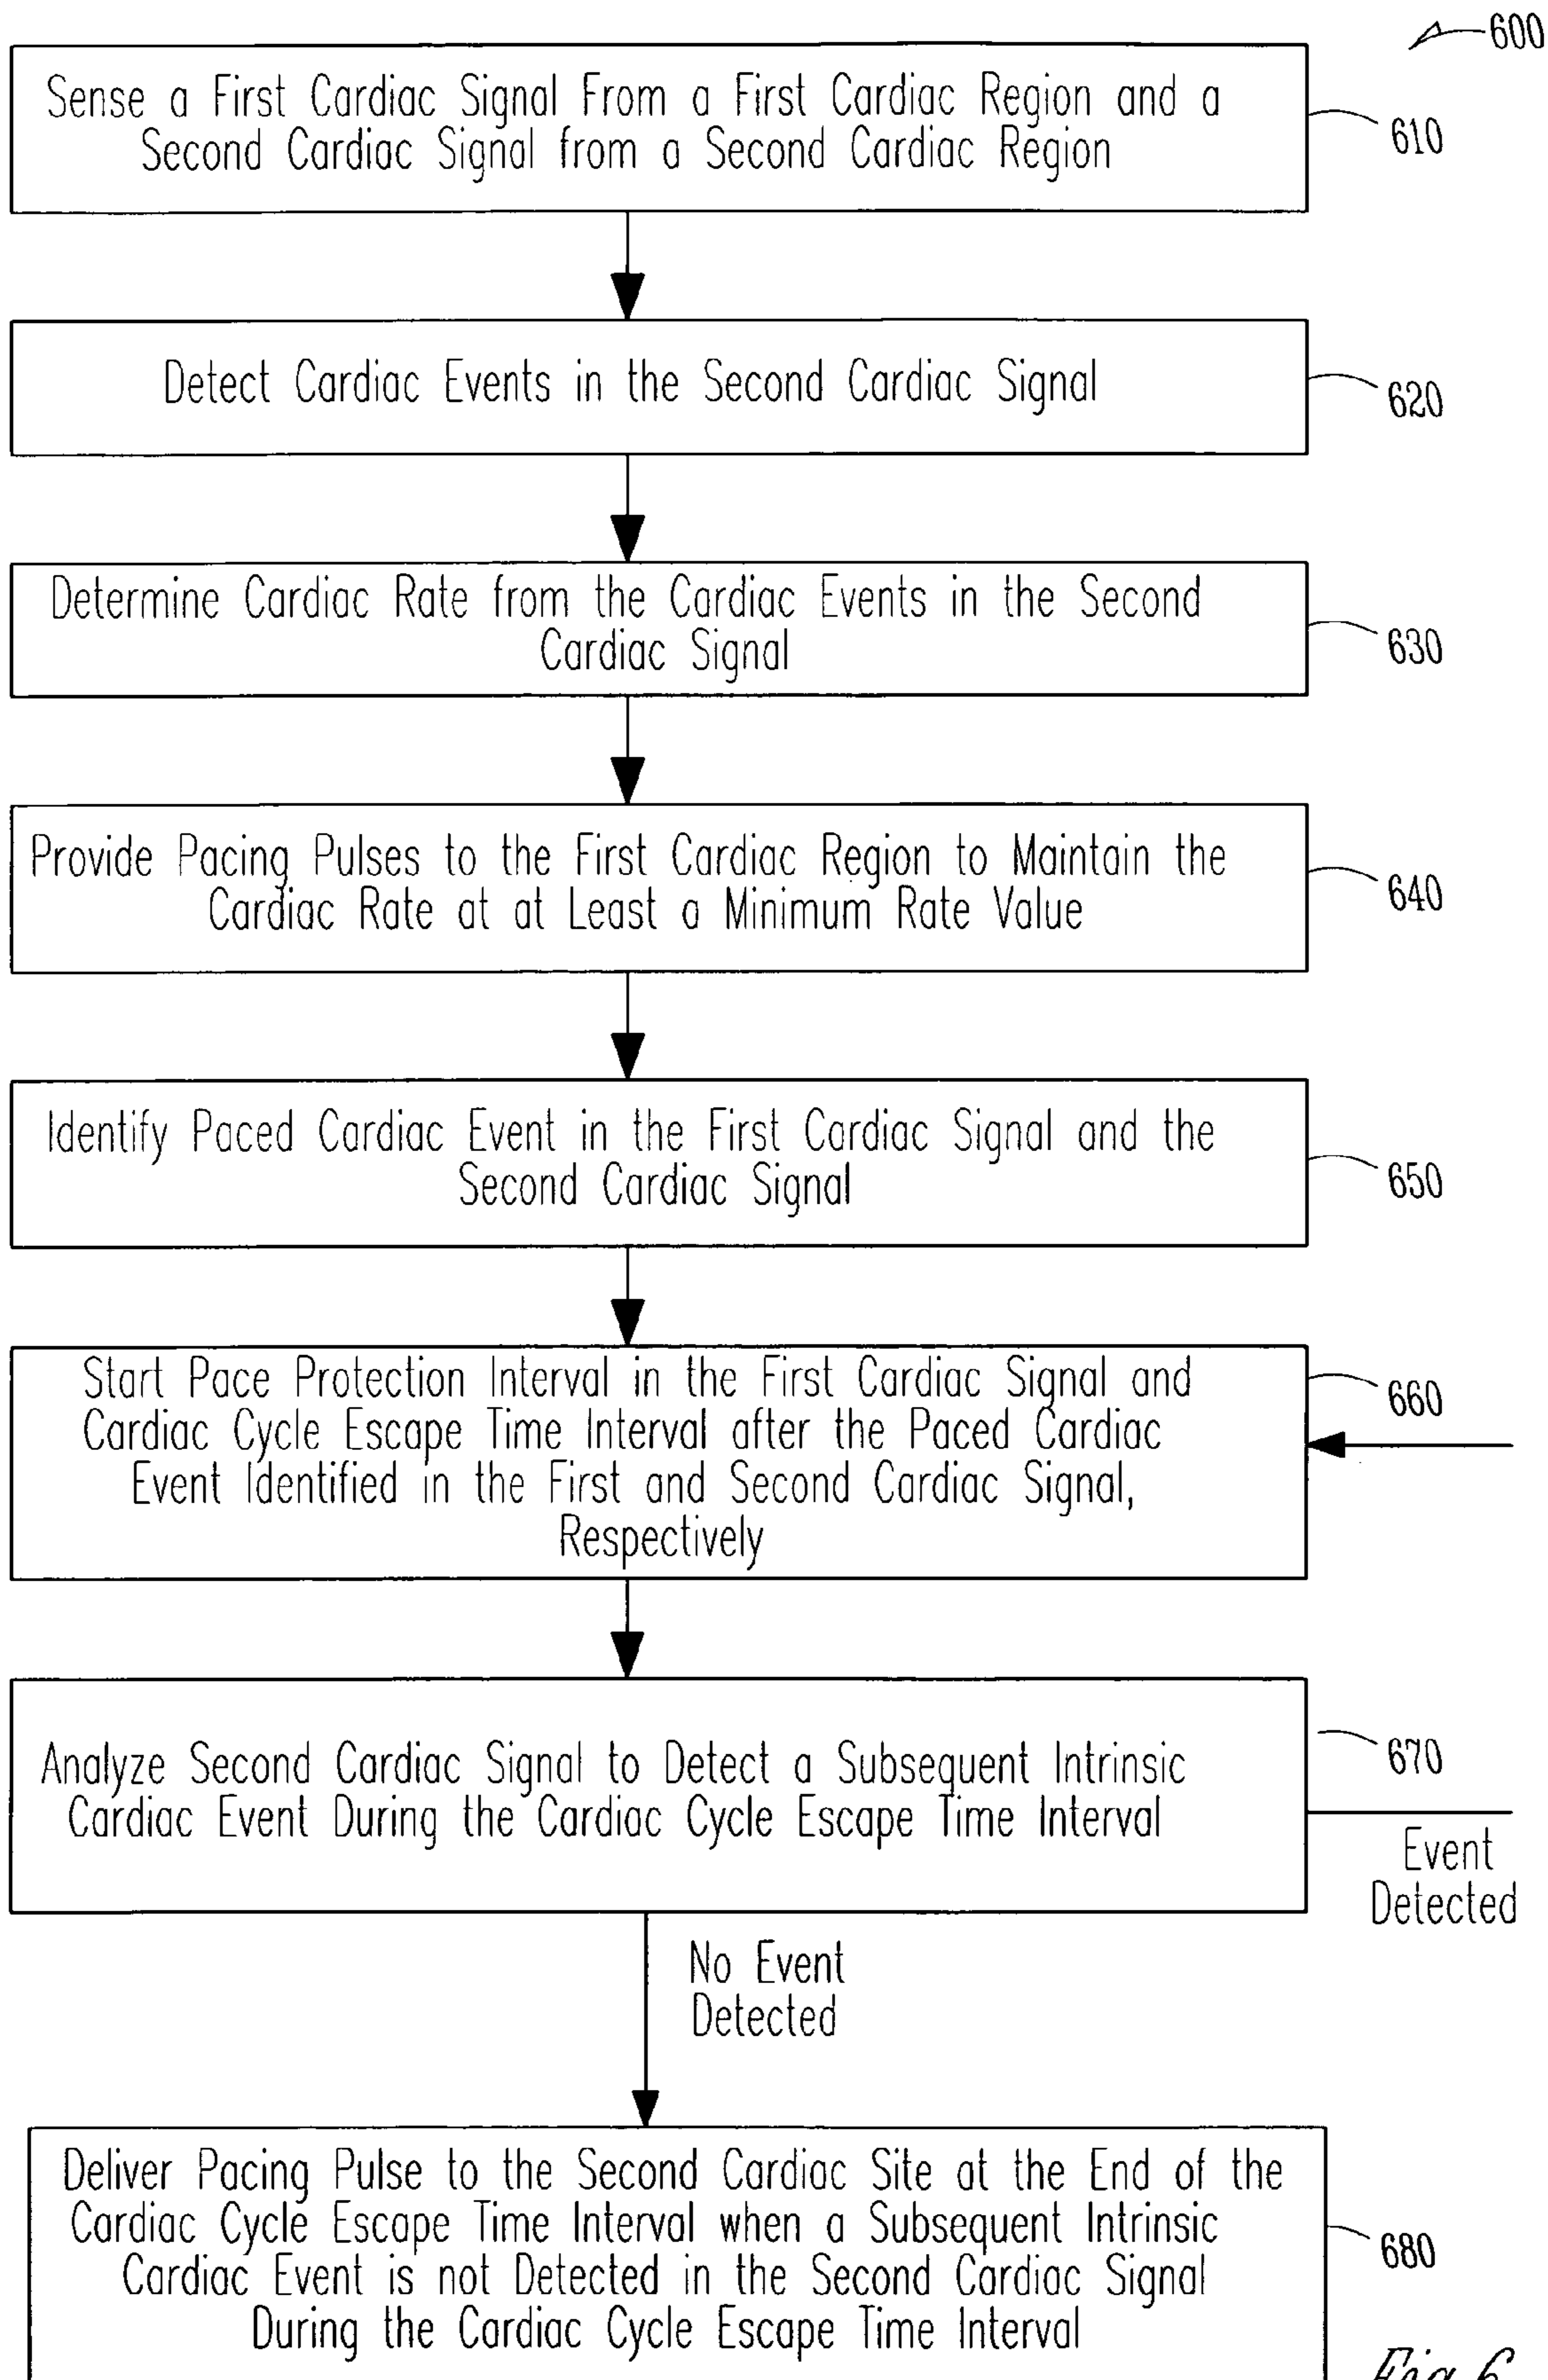 600
Sense a First Cardiac Signal From a First Cardiac Region and a
Second Cardiac Signal from a Second Cardiac Region
610
Detect Cardiac Events in the Second Cardiac Signal
620
Determine Cardiac Rate from the Cardiac Events in the Second
Cardiac Signal
630
Provide Pacing Pulses to the First Cardiac Region to Maintain the
Cardiac Rate at at Least a Minimum Rate Value
640
Identify Paced Cardiac Event in the First Cardiac Signal and the
Second Cardiac Signal
650
Start Pace Protection Interval in the First Cardiac Signal and
Cardiac Cycle Escape Time Interval after the Paced Cardiac
Event Identified in the First and Second Cardiac Signal,
Respectively
660
Analyze Second Cardiac Signal to Detect a Subsequent Intrinsic
Cardiac Event During the Cardiac Cycle Escape Time Interval
670
Event
Detected
No Event
Detected
Deliver Pacing Pulse to the Second Cardiac Site at the End of the
Cardiac Cycle Escape Time Interval when a Subsequent Intrinsic
Cardiac Event is not Detected in the Second Cardiac Signal
During the Cardiac Cycle Escape Time Interval
680
Fig.6